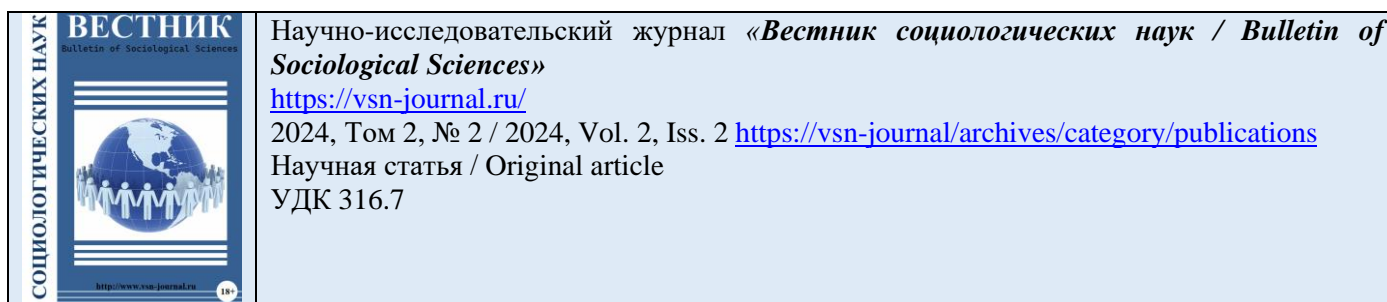 СОЦИОЛОГИЧЕСКИХ НАУК
ВЕСТНИК
Bulletin of Sociological Sciences
http://www.vsn-journal.ru
18+
Научно-исследовательский журнал «Вестник социологических наук / Bulletin of
Sociological Sciences»
https://vsn-journal.ru/
2024, Том 2, № 2 / 2024, Vol. 2, Iss. 2 https://vsn-journal/archives/category/publications
Научная статья / Original article
УДК 316.7